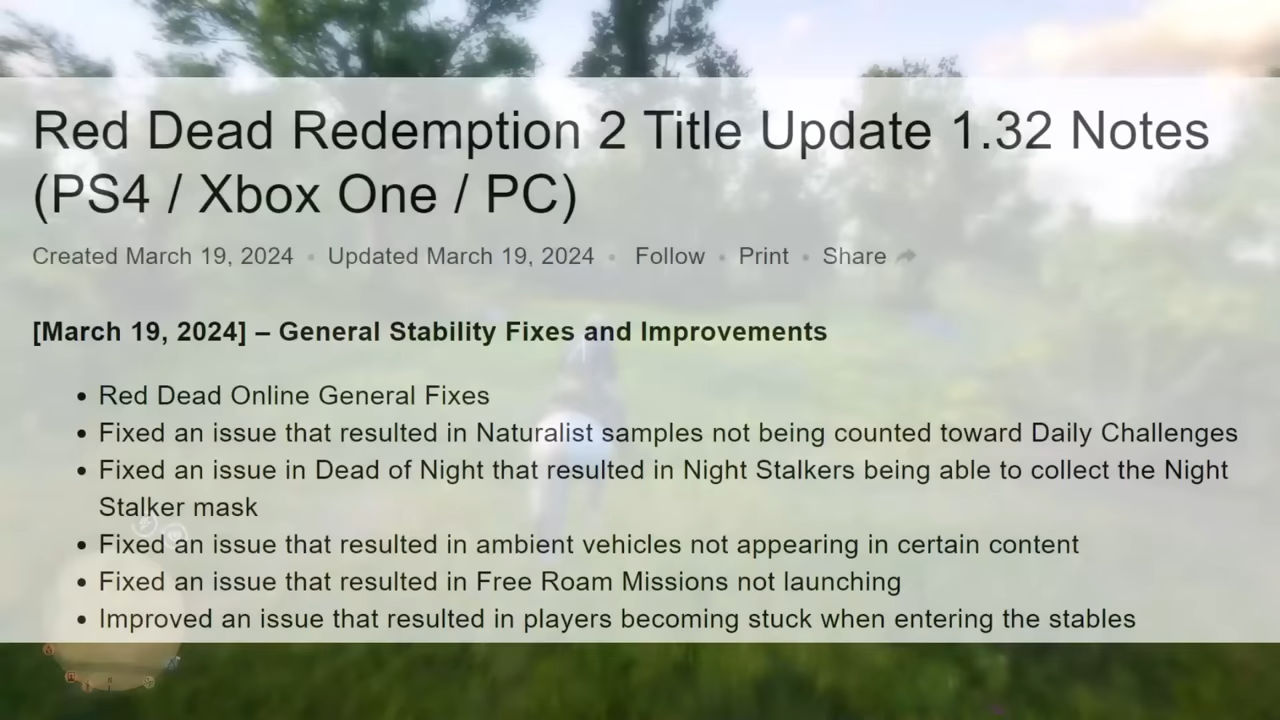 Red Dead Redemption 2 Title Update 1.32 Notes
(PS4 / Xbox One / PC)
Created March 19, 2024 • Updated March 19, 2024 • Follow • Print • Share
[March 19, 2024] – General Stability Fixes and Improvements
• Red Dead Online General Fixes
• Fixed an issue that resulted in Naturalist samples not being counted toward Daily Challenges
• Fixed an issue in Dead of Night that resulted in Night Stalkers being able to collect the Night
Stalker mask
• Fixed an issue that resulted in ambient vehicles not appearing in certain content
• Fixed an issue that resulted in Free Roam Missions not launching
• Improved an issue that resulted in players becoming stuck when entering the stables